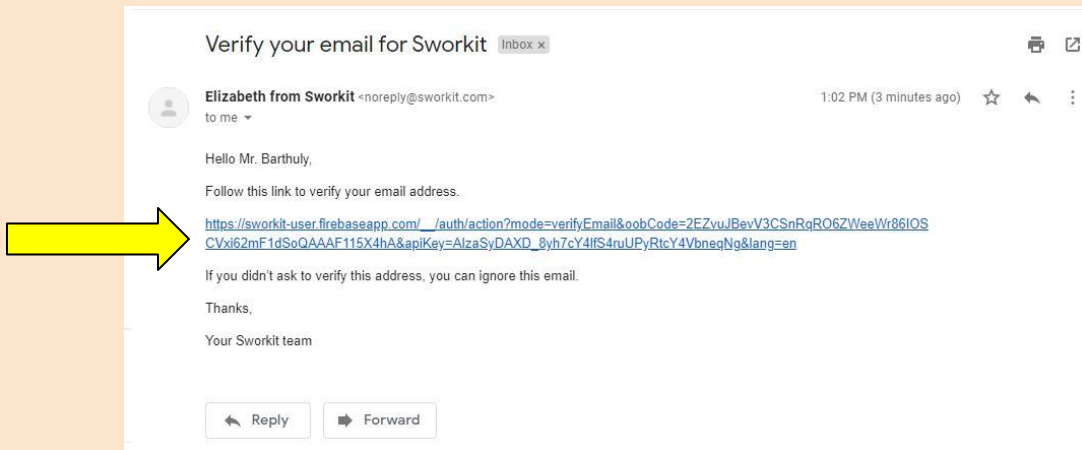 Verify your email for Sworkit Inbox x
Elizabeth from Sworkit <noreply@sworkit.com> 1:02 PM (3 minutes ago)
to me
Hello Mr. Barthuly,
Follow this link to verify your email address.
https://sworkit-user.firebaseapp.com/__/auth/action?mode=verifyEmail&oobCode=2EZvuJBevV3CSnRqRO6ZWeeWr86IOS
CVxi62mF1dSoQAAAF115X4hA&apiKey=AIzaSyDAXD_8yh7cY4IfS4ruUPyRtcY4VbneqNg&lang=en
If you didn't ask to verify this address, you can ignore this email.
Thanks,
Your Sworkit team
Reply Forward